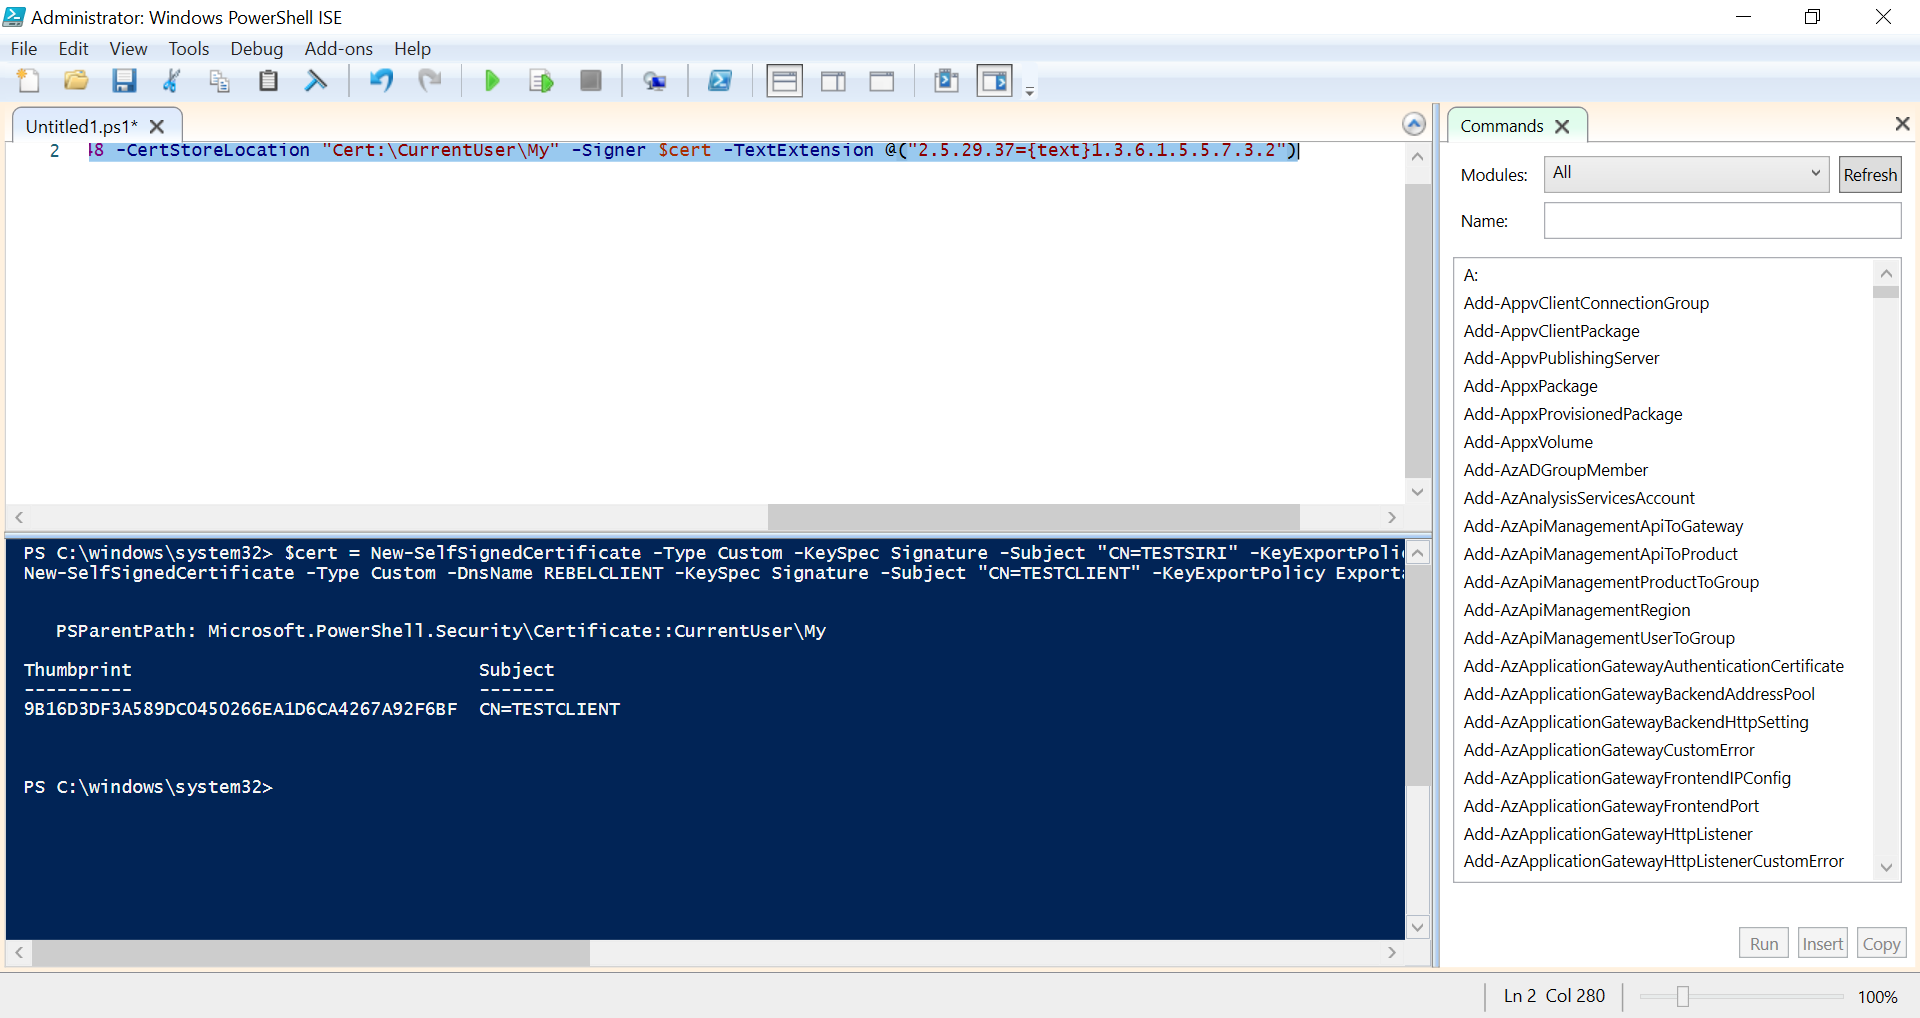 Administrator: Windows PowerShell ISE
File Edit View Tools Debug Add-ons Help
Untitled1.ps1*
2 48 -CertStoreLocation "Cert:\CurrentUser\My" -Signer $cert -TextExtension @("2.5.29.37={text}1.3.6.1.5.5.7.3.2")
PS C:\windows\system32> $cert = New-SelfSignedCertificate -Type Custom -KeySpec Signature -Subject "CN=TESTSIRI" -KeyExportPoli
New-SelfSignedCertificate -Type Custom -DnsName REBELCLIENT -KeySpec Signature -Subject "CN=TESTCLIENT" -KeyExportPolicy Export
PSParentPath: Microsoft.PowerShell.Security\Certificate::CurrentUser\My
Thumbprint Subject
---------- -------
9B16D3DF3A589DC0450266EA1D6CA4267A92F6BF CN=TESTCLIENT
PS C:\windows\system32>
Commands
Modules: All Refresh
Name:
A:
Add-AppvClientConnectionGroup
Add-AppvClientPackage
Add-AppvPublishingServer
Add-AppxPackage
Add-AppxProvisionedPackage
Add-AppxVolume
Add-AzADGroupMember
Add-AzAnalysisServicesAccount
Add-AzApiManagementApiToGateway
Add-AzApiManagementApiToProduct
Add-AzApiManagementProductToGroup
Add-AzApiManagementRegion
Add-AzApiManagementUserToGroup
Add-AzApplicationGatewayAuthenticationCertificate
Add-AzApplicationGatewayBackendAddressPool
Add-AzApplicationGatewayBackendHttpSetting
Add-AzApplicationGatewayCustomError
Add-AzApplicationGatewayFrontendIPConfig
Add-AzApplicationGatewayFrontendPort
Add-AzApplicationGatewayHttpListener
Add-AzApplicationGatewayHttpListenerCustomError
Run Insert Copy
Ln 2 Col 280 100%